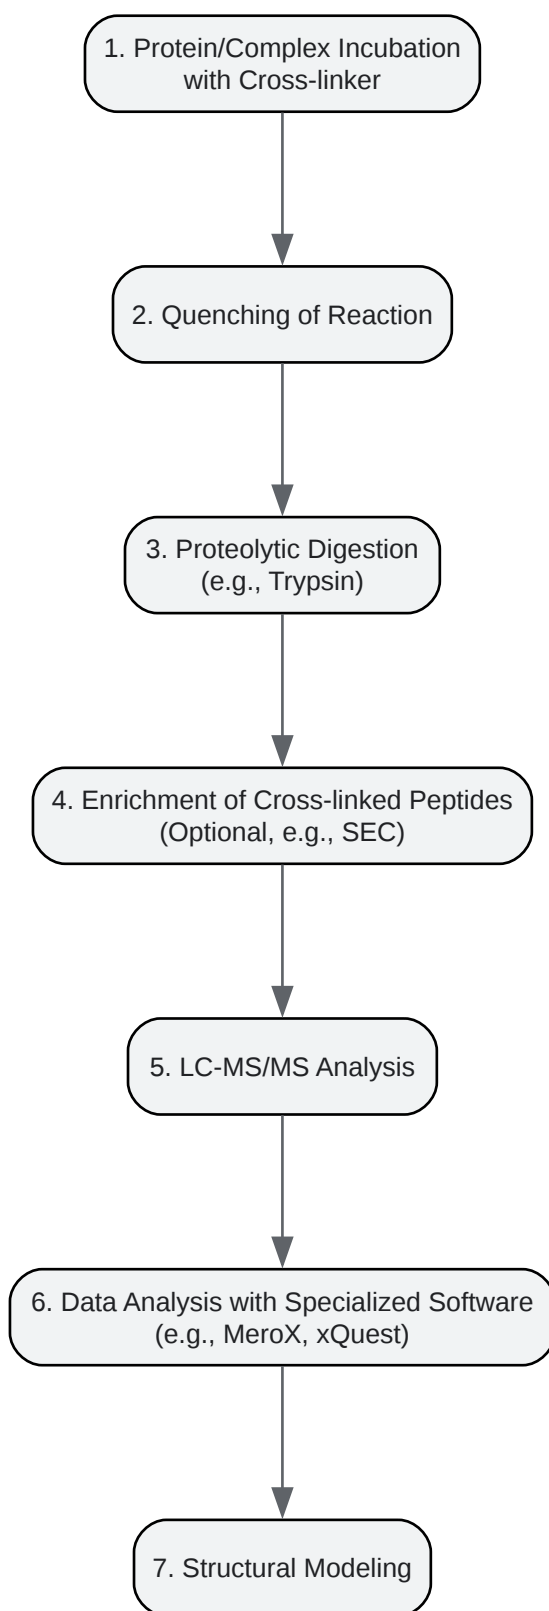 1. Protein/Complex Incubation
with Cross-linker
2. Quenching of Reaction
3. Proteolytic Digestion
(e.g., Trypsin)
4. Enrichment of Cross-linked Peptides
(Optional, e.g., SEC)
5. LC-MS/MS Analysis
6. Data Analysis with Specialized Software
(e.g., MeroX, xQuest)
7. Structural Modeling